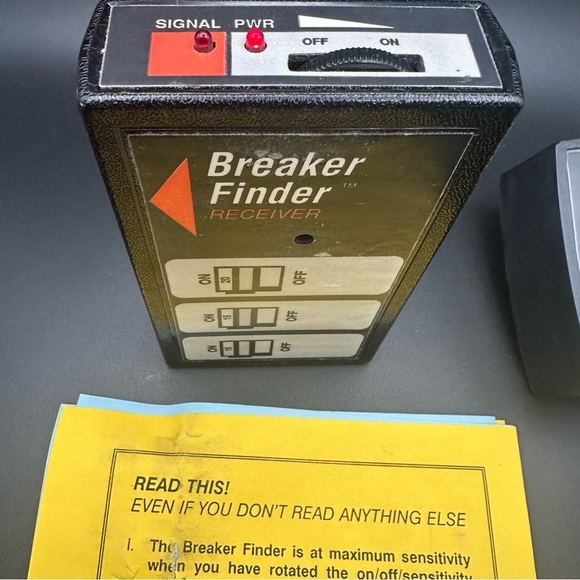 SIGNAL PWR
OFF ON
Breaker
Finder
RECEIVER
ON 20 OFF
ON 15 OFF
ON 15 OFF
READ THIS!
EVEN IF YOU DON'T READ ANYTHING ELSE
I. The Breaker Finder is at maximum sensitivity
when you have rotated the on/off/sensitivity